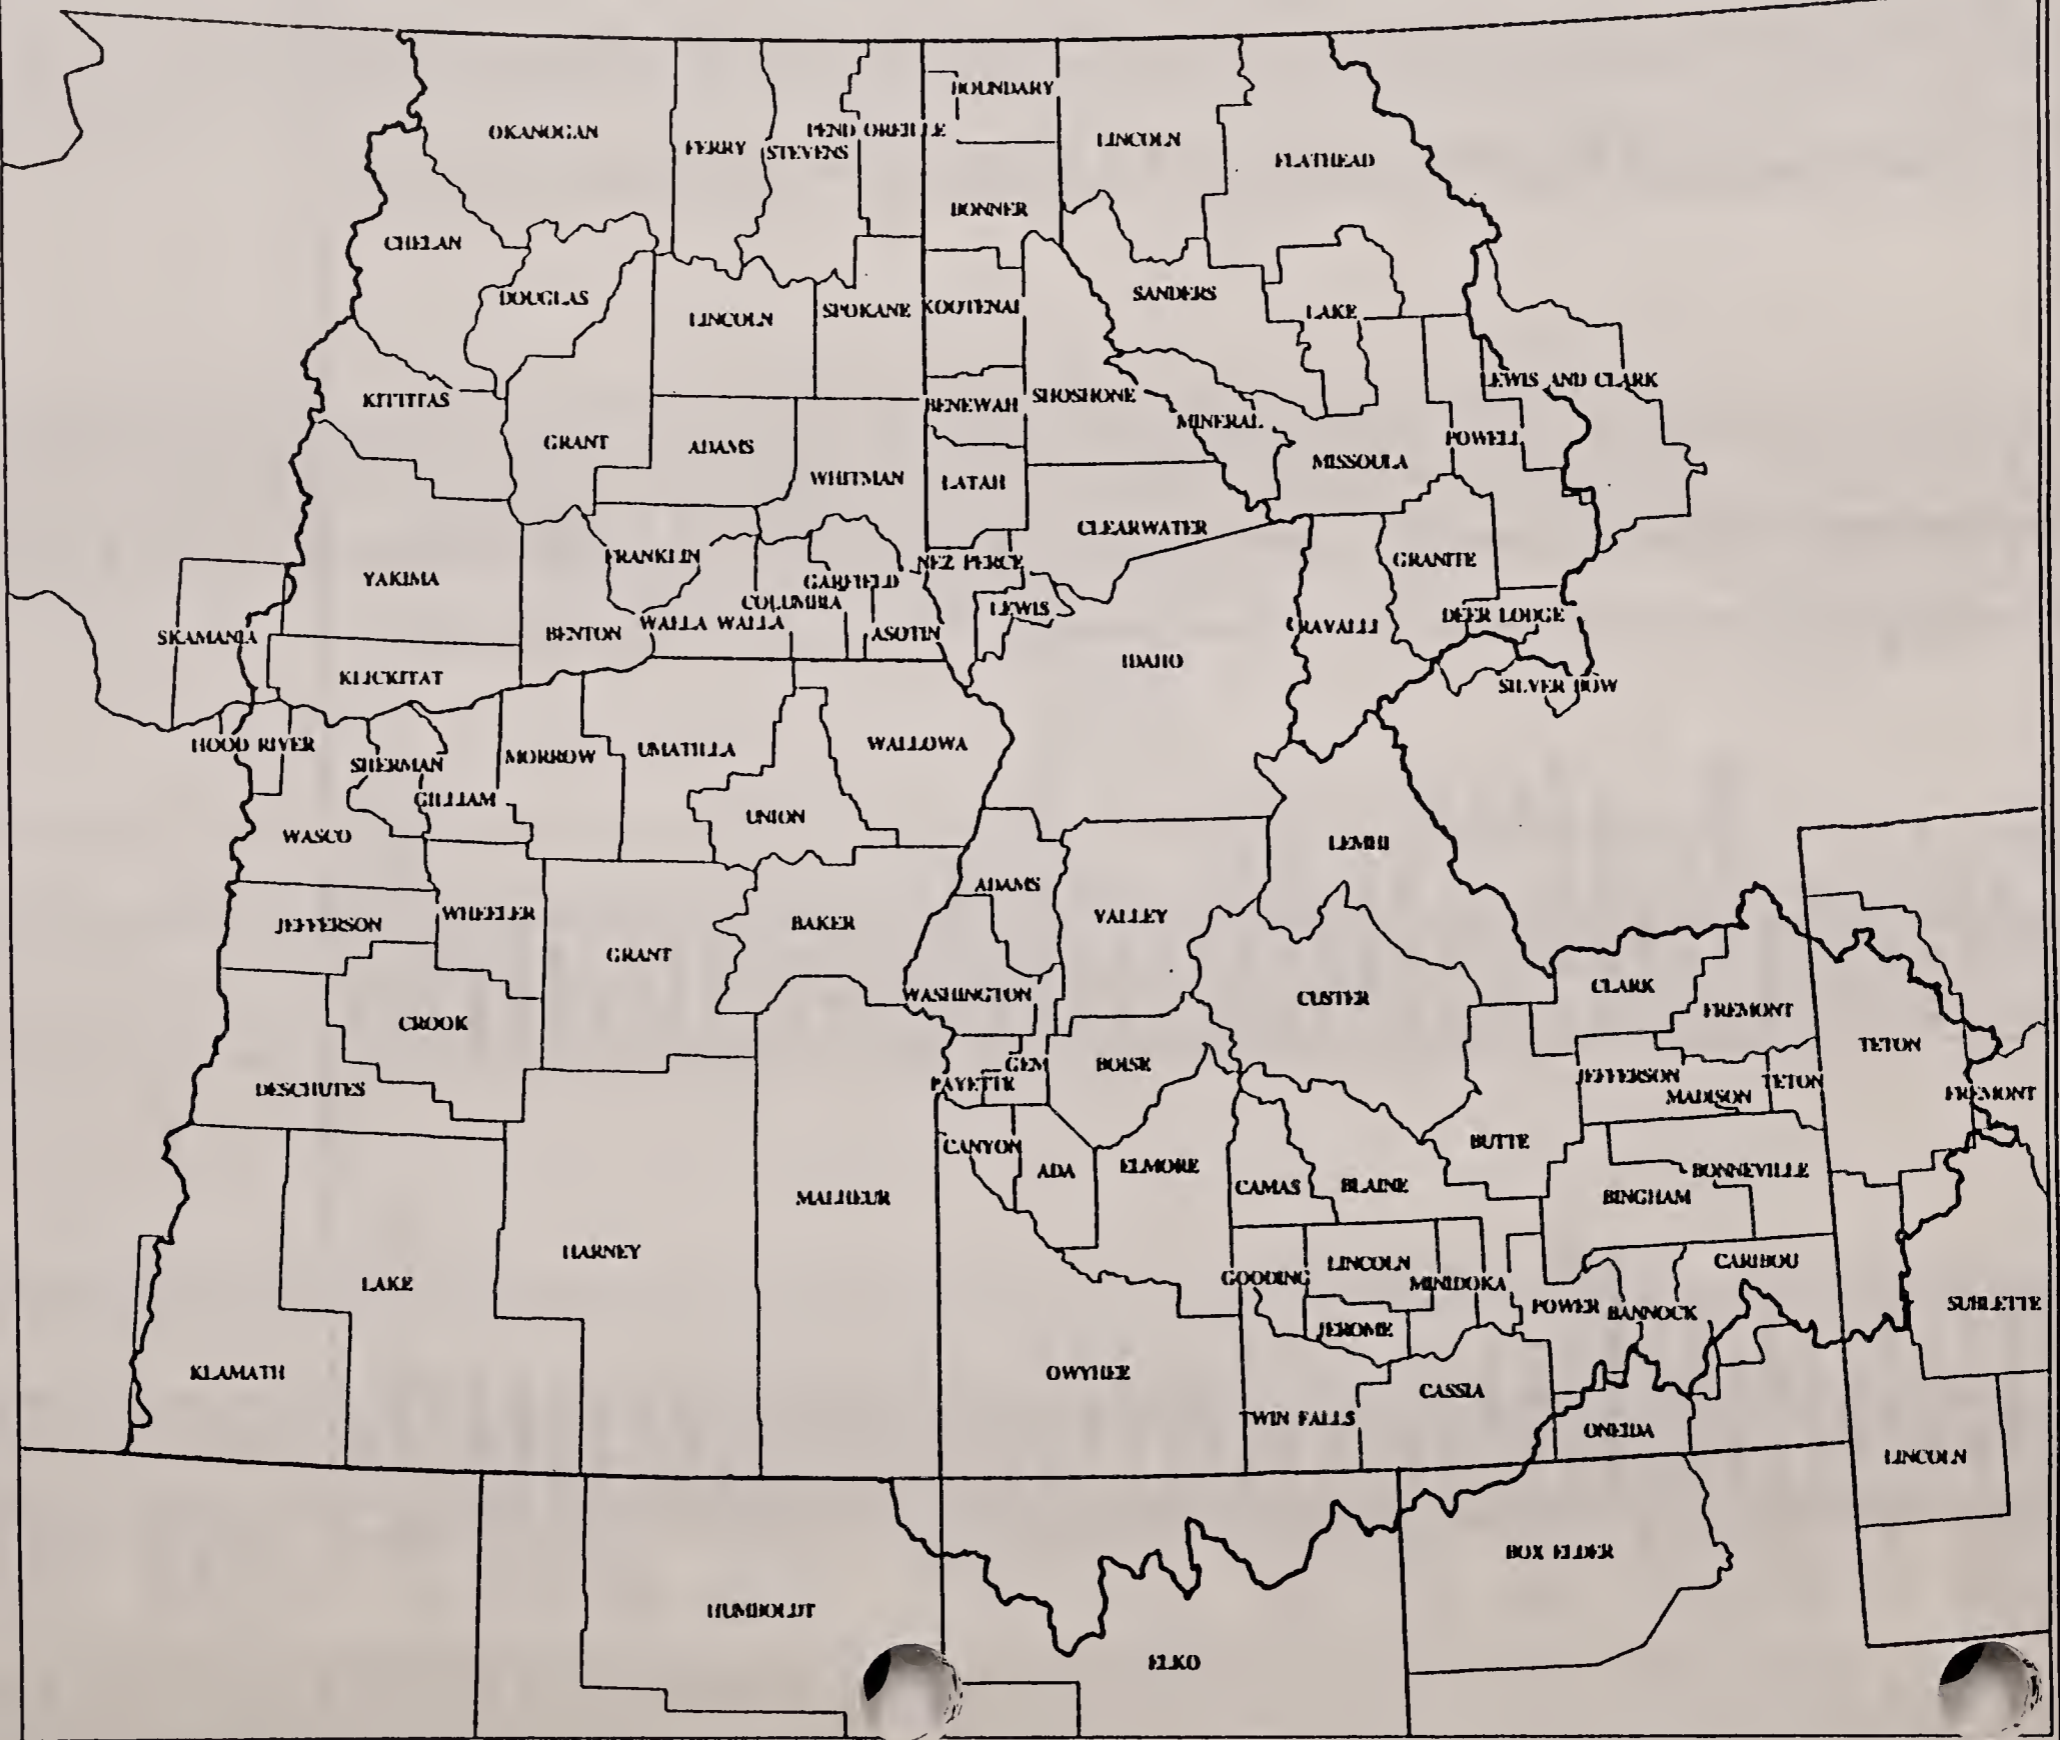 BOUNDARY
OKANOGAN
PEND OREILLE
FERRY
STEVENS
LINCOLN
FLATHEAD
BONNER
CHELAN
DOUGLAS
LINCOLN
SPOKANE
KOOTENAI
SANDERS
LAKE
KITTITAS
BENEWAH
SHOSHONE
LEWIS AND CLARK
MINERAL
GRANT
ADAMS
POWELL
MISSOULA
WHITMAN
LATAH
CLEARWATER
FRANKLIN
NEZ PERCE
GRANITE
YAKIMA
GARFIELD
COLUMBIA
LEWIS
SKAMANIA
BENTON
WALLA WALLA
ASOTIN
RAVALLI
DEER LODGE
KLICKITAT
IDAHO
SILVER BOW
HOOD RIVER
SHERMAN
MORROW
UMATILLA
WALLOWA
GILLIAM
UNION
WASCO
LEMHI
ADAMS
JEFFERSON
WHEELER
BAKER
VALLEY
GRANT
WASHINGTON
CUSTER
CLARK
FREMONT
CROOK
TETON
DESCHUTES
GEM
PAYETTE
BOISE
JEFFERSON
MADISON
TETON
FREMONT
CANYON
ADA
ELMORE
BUTTE
MALHEUR
CAMAS
BLAINE
BINGHAM
BONNEVILLE
HARNEY
LAKE
GOODING
LINCOLN
MINIDOKA
CARIBOU
POWER
BANNOCK
SUBLETTE
JEROME
KLAMATH
OWYHEE
CASSIA
TWIN FALLS
ONEIDA
LINCOLN
BOX ELDER
HUMBOLDT
ELKO